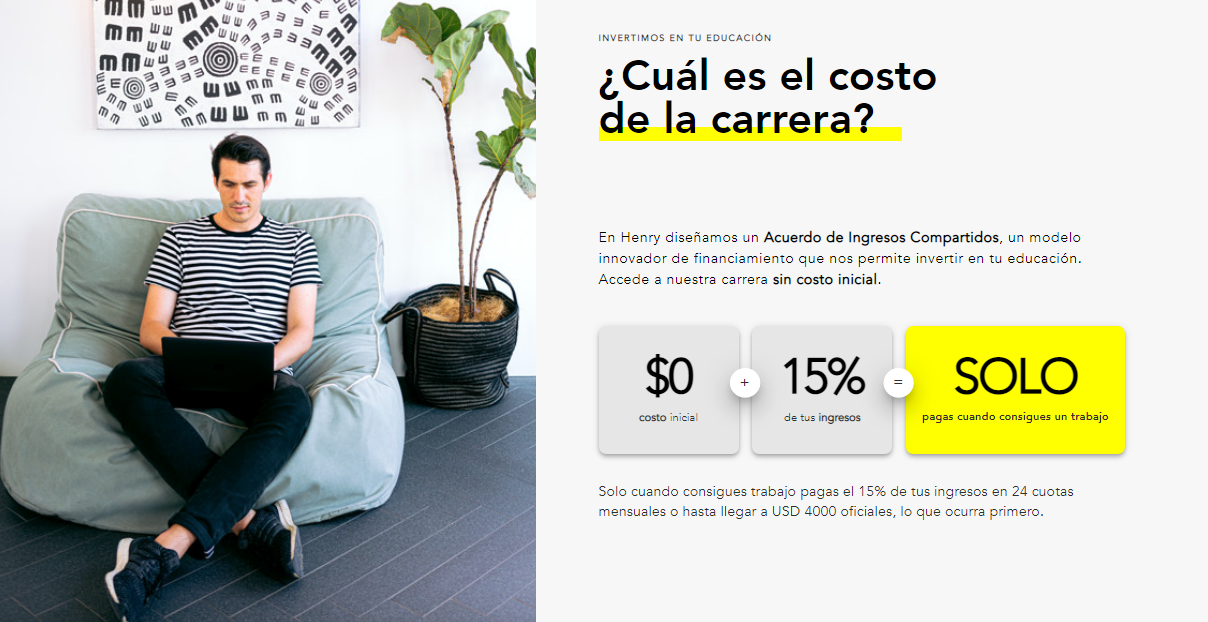 INVERTIMOS EN TU EDUCACIÓN
¿Cuál es el costo
de la carrera?
En Henry diseñamos un Acuerdo de Ingresos Compartidos, un modelo
innovador de financiamiento que nos permite invertir en tu educación.
Accede a nuestra carrera sin costo inicial.
$0
costo inicial
+
15%
de tus ingresos
=
SOLO
pagas cuando consigues un trabajo
Solo cuando consigues trabajo pagas el 15% de tus ingresos en 24 cuotas
mensuales o hasta llegar a USD 4000 oficiales, lo que ocurra primero.